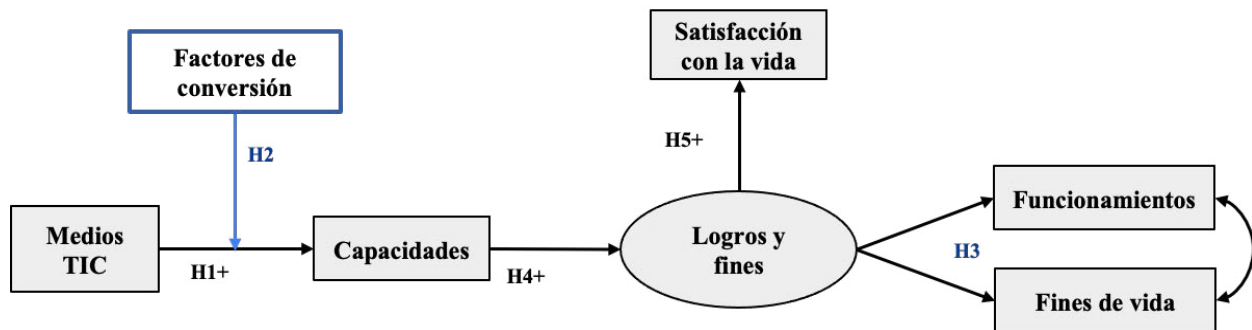 Factores de
conversión
H2
Medios
TIC
H1+
Capacidades
H4+
Satisfacción
con la vida
H5+
Logros y
fines
H3
Funcionamientos
Fines de vida